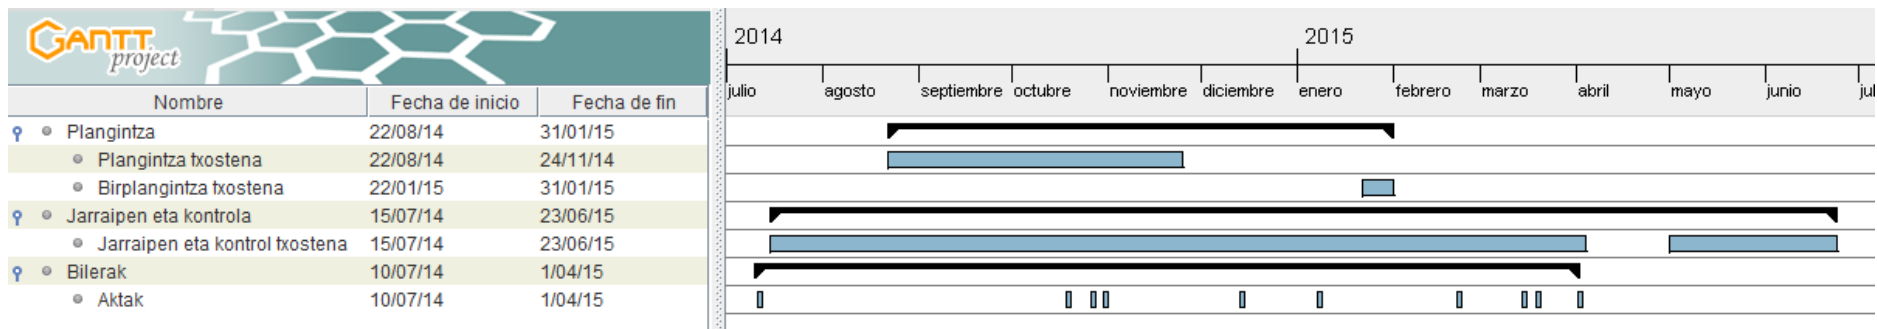 GANTT
project
2014 2015
julio agosto septiembre octubre noviembre diciembre enero febrero marzo abril mayo junio jul
Nombre Fecha de inicio Fecha de fin
Plangintza 22/08/14 31/01/15
Plangintza txostena 22/08/14 24/11/14
Birplangintza txostena 22/01/15 31/01/15
Jarraipen eta kontrola 15/07/14 23/06/15
Jarraipen eta kontrol txostena 15/07/14 23/06/15
Bilerak 10/07/14 1/04/15
Aktak 10/07/14 1/04/15